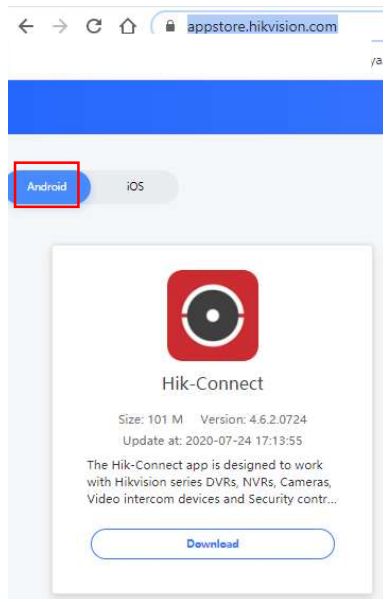 appstore.hikvision.com
ya
Android
iOS
Hik-Connect
Size: 101 M Version: 4.6.2.0724
Update at: 2020-07-24 17:13:55
The Hik-Connect app is designed to work
with Hikvision series DVRs, NVRs, Cameras,
Video intercom devices and Security contr...
Download